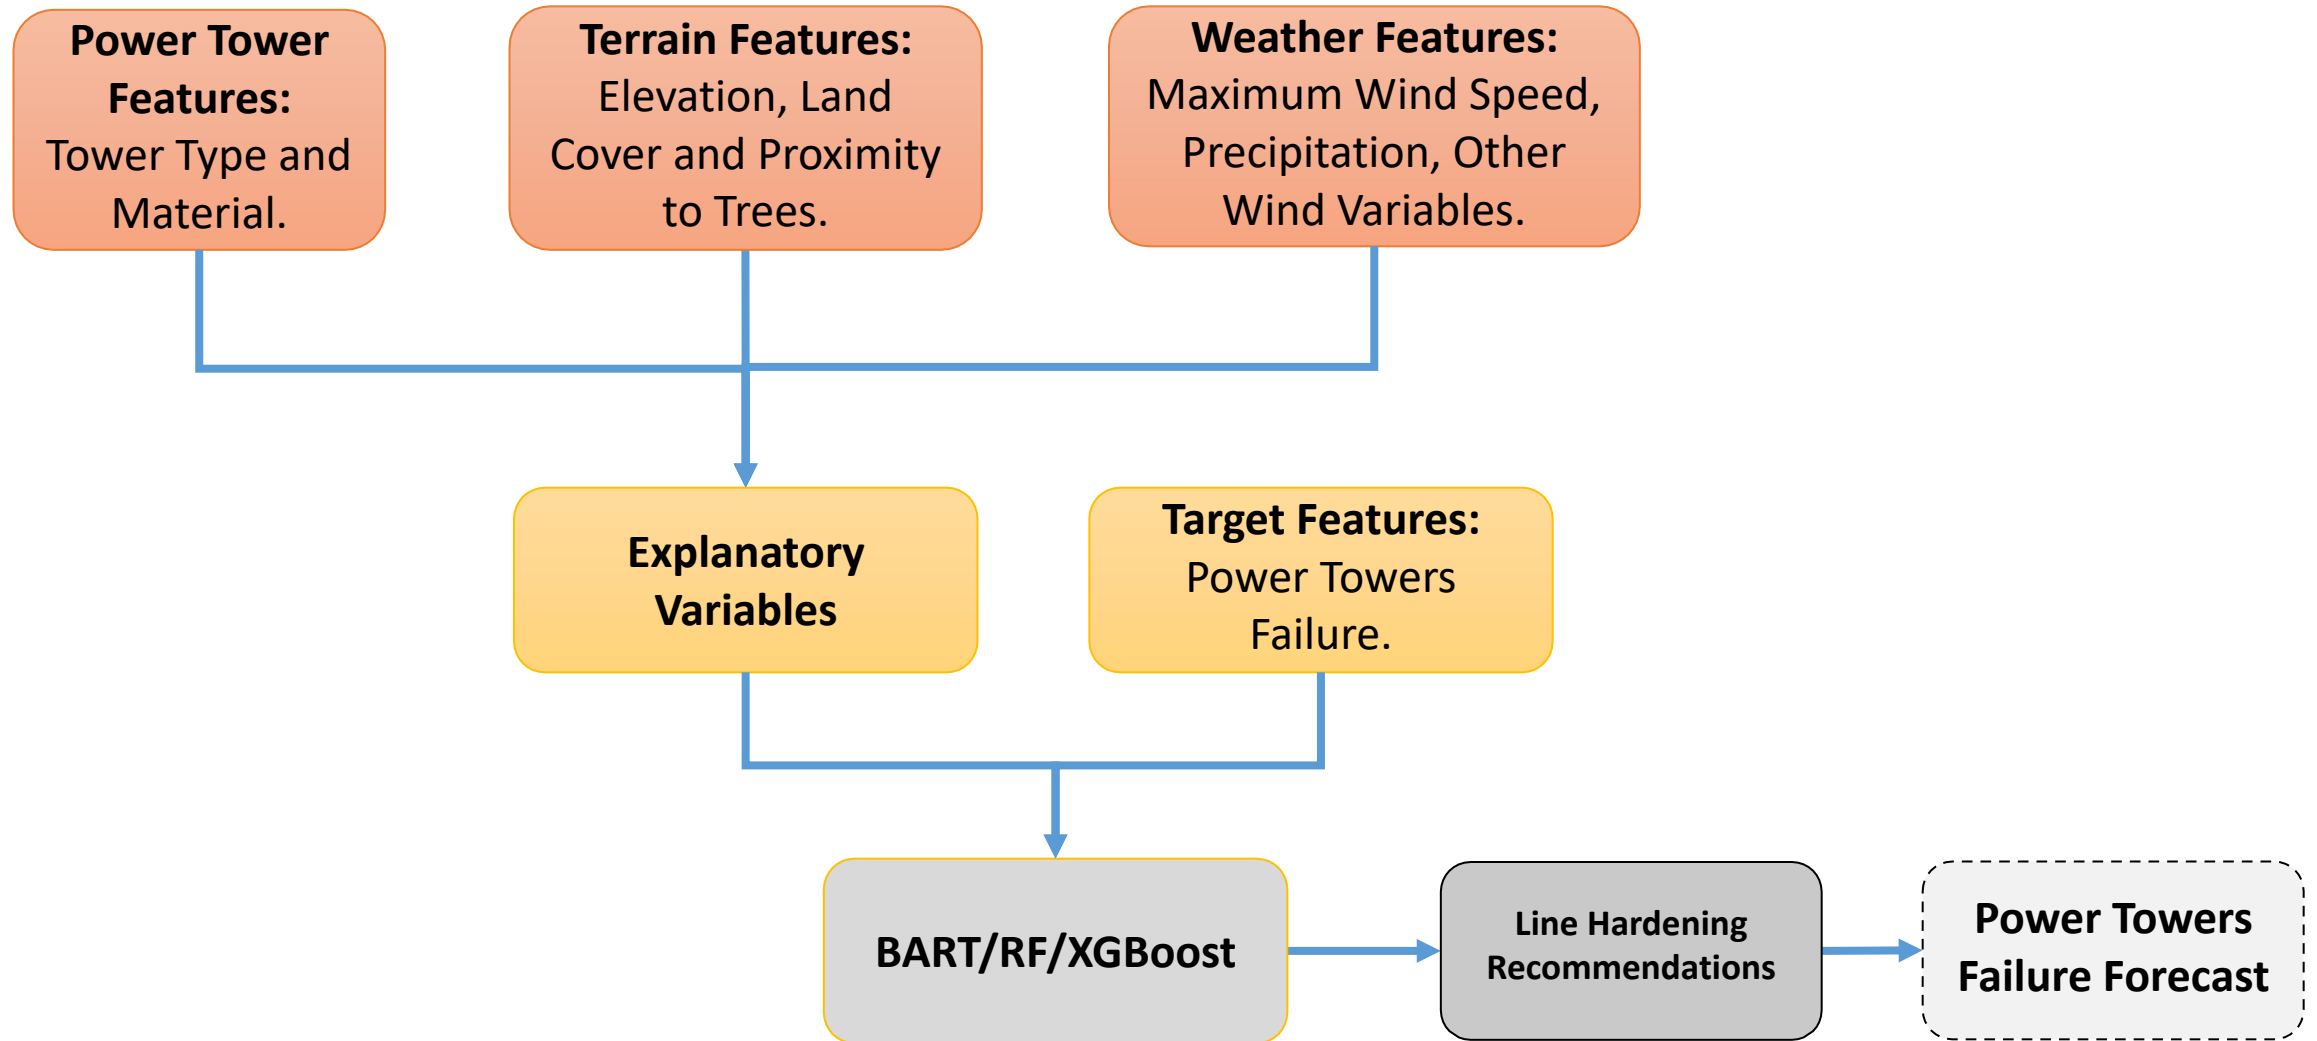 Power Tower
Features:
Tower Type and
Material.
Terrain Features:
Elevation, Land
Cover and Proximity
to Trees.
Weather Features:
Maximum Wind Speed,
Precipitation, Other
Wind Variables.
Explanatory
Variables
Target Features:
Power Towers
Failure.
BART/RF/XGBoost
Line Hardening
Recommendations
Power Towers
Failure Forecast